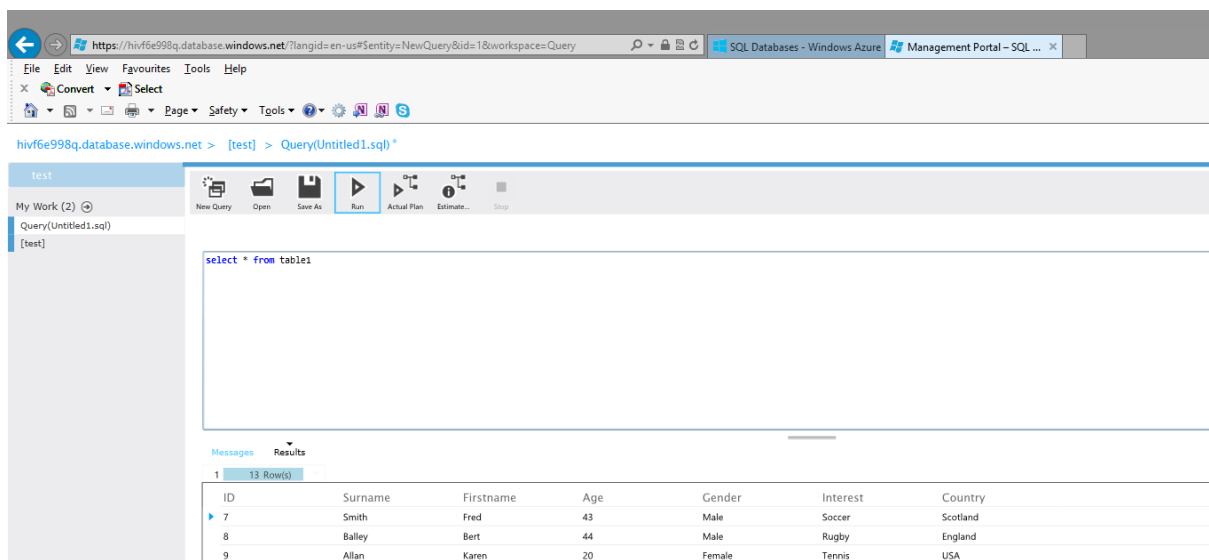 https://hivf6e998q.database.windows.net/?langid=en-us#$entity=NewQuery&id=1&workspace=Query SQL Databases - Windows Azure Management Portal – SQL ... ×
File Edit View Favourites Tools Help
x Convert Select
Page Safety Tools
hivf6e998q.database.windows.net > [test] > Query(Untitled1.sql)*
test
My Work (2)
Query(Untitled1.sql)
[test]
New Query Open Save As Run Actual Plan Estimate... Stop
select * from table1
Messages Results
1 13 Row(s)
ID Surname Firstname Age Gender Interest Country
7 Smith Fred 43 Male Soccer Scotland
8 Balley Bert 44 Male Rugby England
9 Allan Karen 20 Female Tennis USA